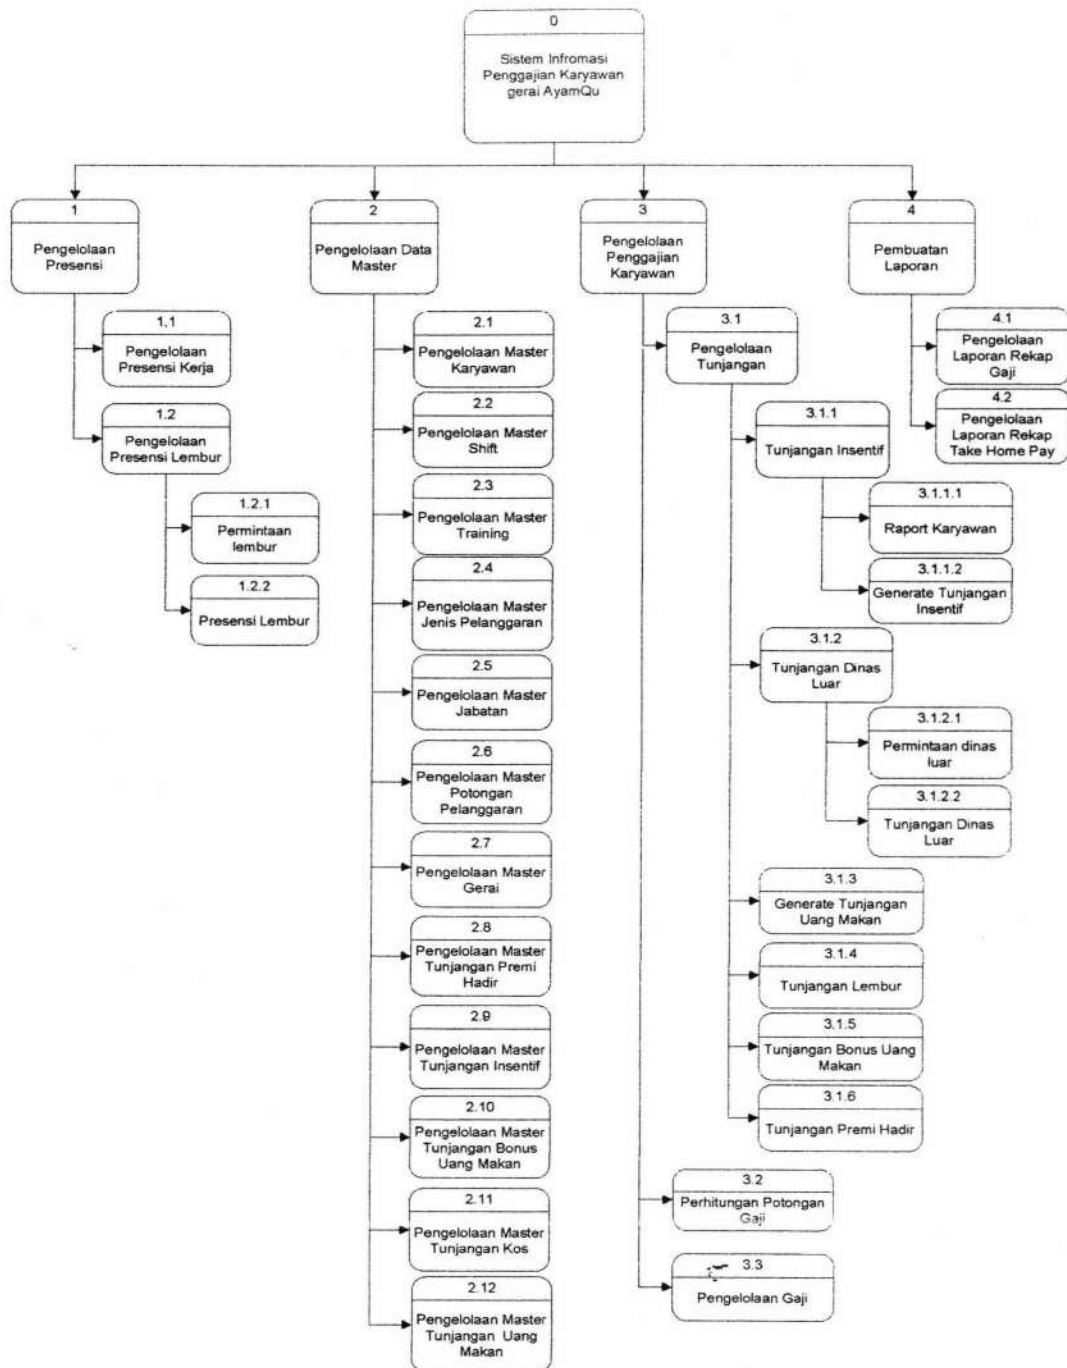 0
Sistem Infromasi
Penggajian Karyawan
gerai AyamQu
1
Pengelolaan
Presensi
2
Pengelolaan Data
Master
3
Pengelolaan
Penggajian
Karyawan
4
Pembuatan
Laporan
1.1
Pengelolaan
Presensi Kerja
1.2
Pengelolaan
Presensi Lembur
1.2.1
Permintaan
lembur
1.2.2
Presensi Lembur
2.1
Pengelolaan Master
Karyawan
2.2
Pengelolaan Master
Shift
2.3
Pengelolaan Master
Training
2.4
Pengelolaan Master
Jenis Pelanggaran
2.5
Pengelolaan Master
Jabatan
2.6
Pengelolaan Master
Potongan
Pelanggaran
2.7
Pengelolaan Master
Gerai
2.8
Pengelolaan Master
Tunjangan Premi
Hadir
2.9
Pengelolaan Master
Tunjangan Insentif
2.10
Pengelolaan Master
Tunjangan Bonus
Uang Makan
2.11
Pengelolaan Master
Tunjangan Kos
2.12
Pengelolaan Master
Tunjangan Uang
Makan
3.1
Pengelolaan
Tunjangan
3.1.1
Tunjangan Insentif
3.1.1.1
Raport Karyawan
3.1.1.2
Generate Tunjangan
Insentif
3.1.2
Tunjangan Dinas
Luar
3.1.2.1
Permintaan dinas
luar
3.1.2.2
Tunjangan Dinas
Luar
3.1.3
Generate Tunjangan
Uang Makan
3.1.4
Tunjangan Lembur
3.1.5
Tunjangan Bonus Uang
Makan
3.1.6
Tunjangan Premi Hadir
3.2
Perhitungan Potongan
Gaji
3.3
Pengelolaan Gaji
4.1
Pengelolaan
Laporan Rekap
Gaji
4.2
Pengelolaan
Laporan Rekap
Take Home Pay